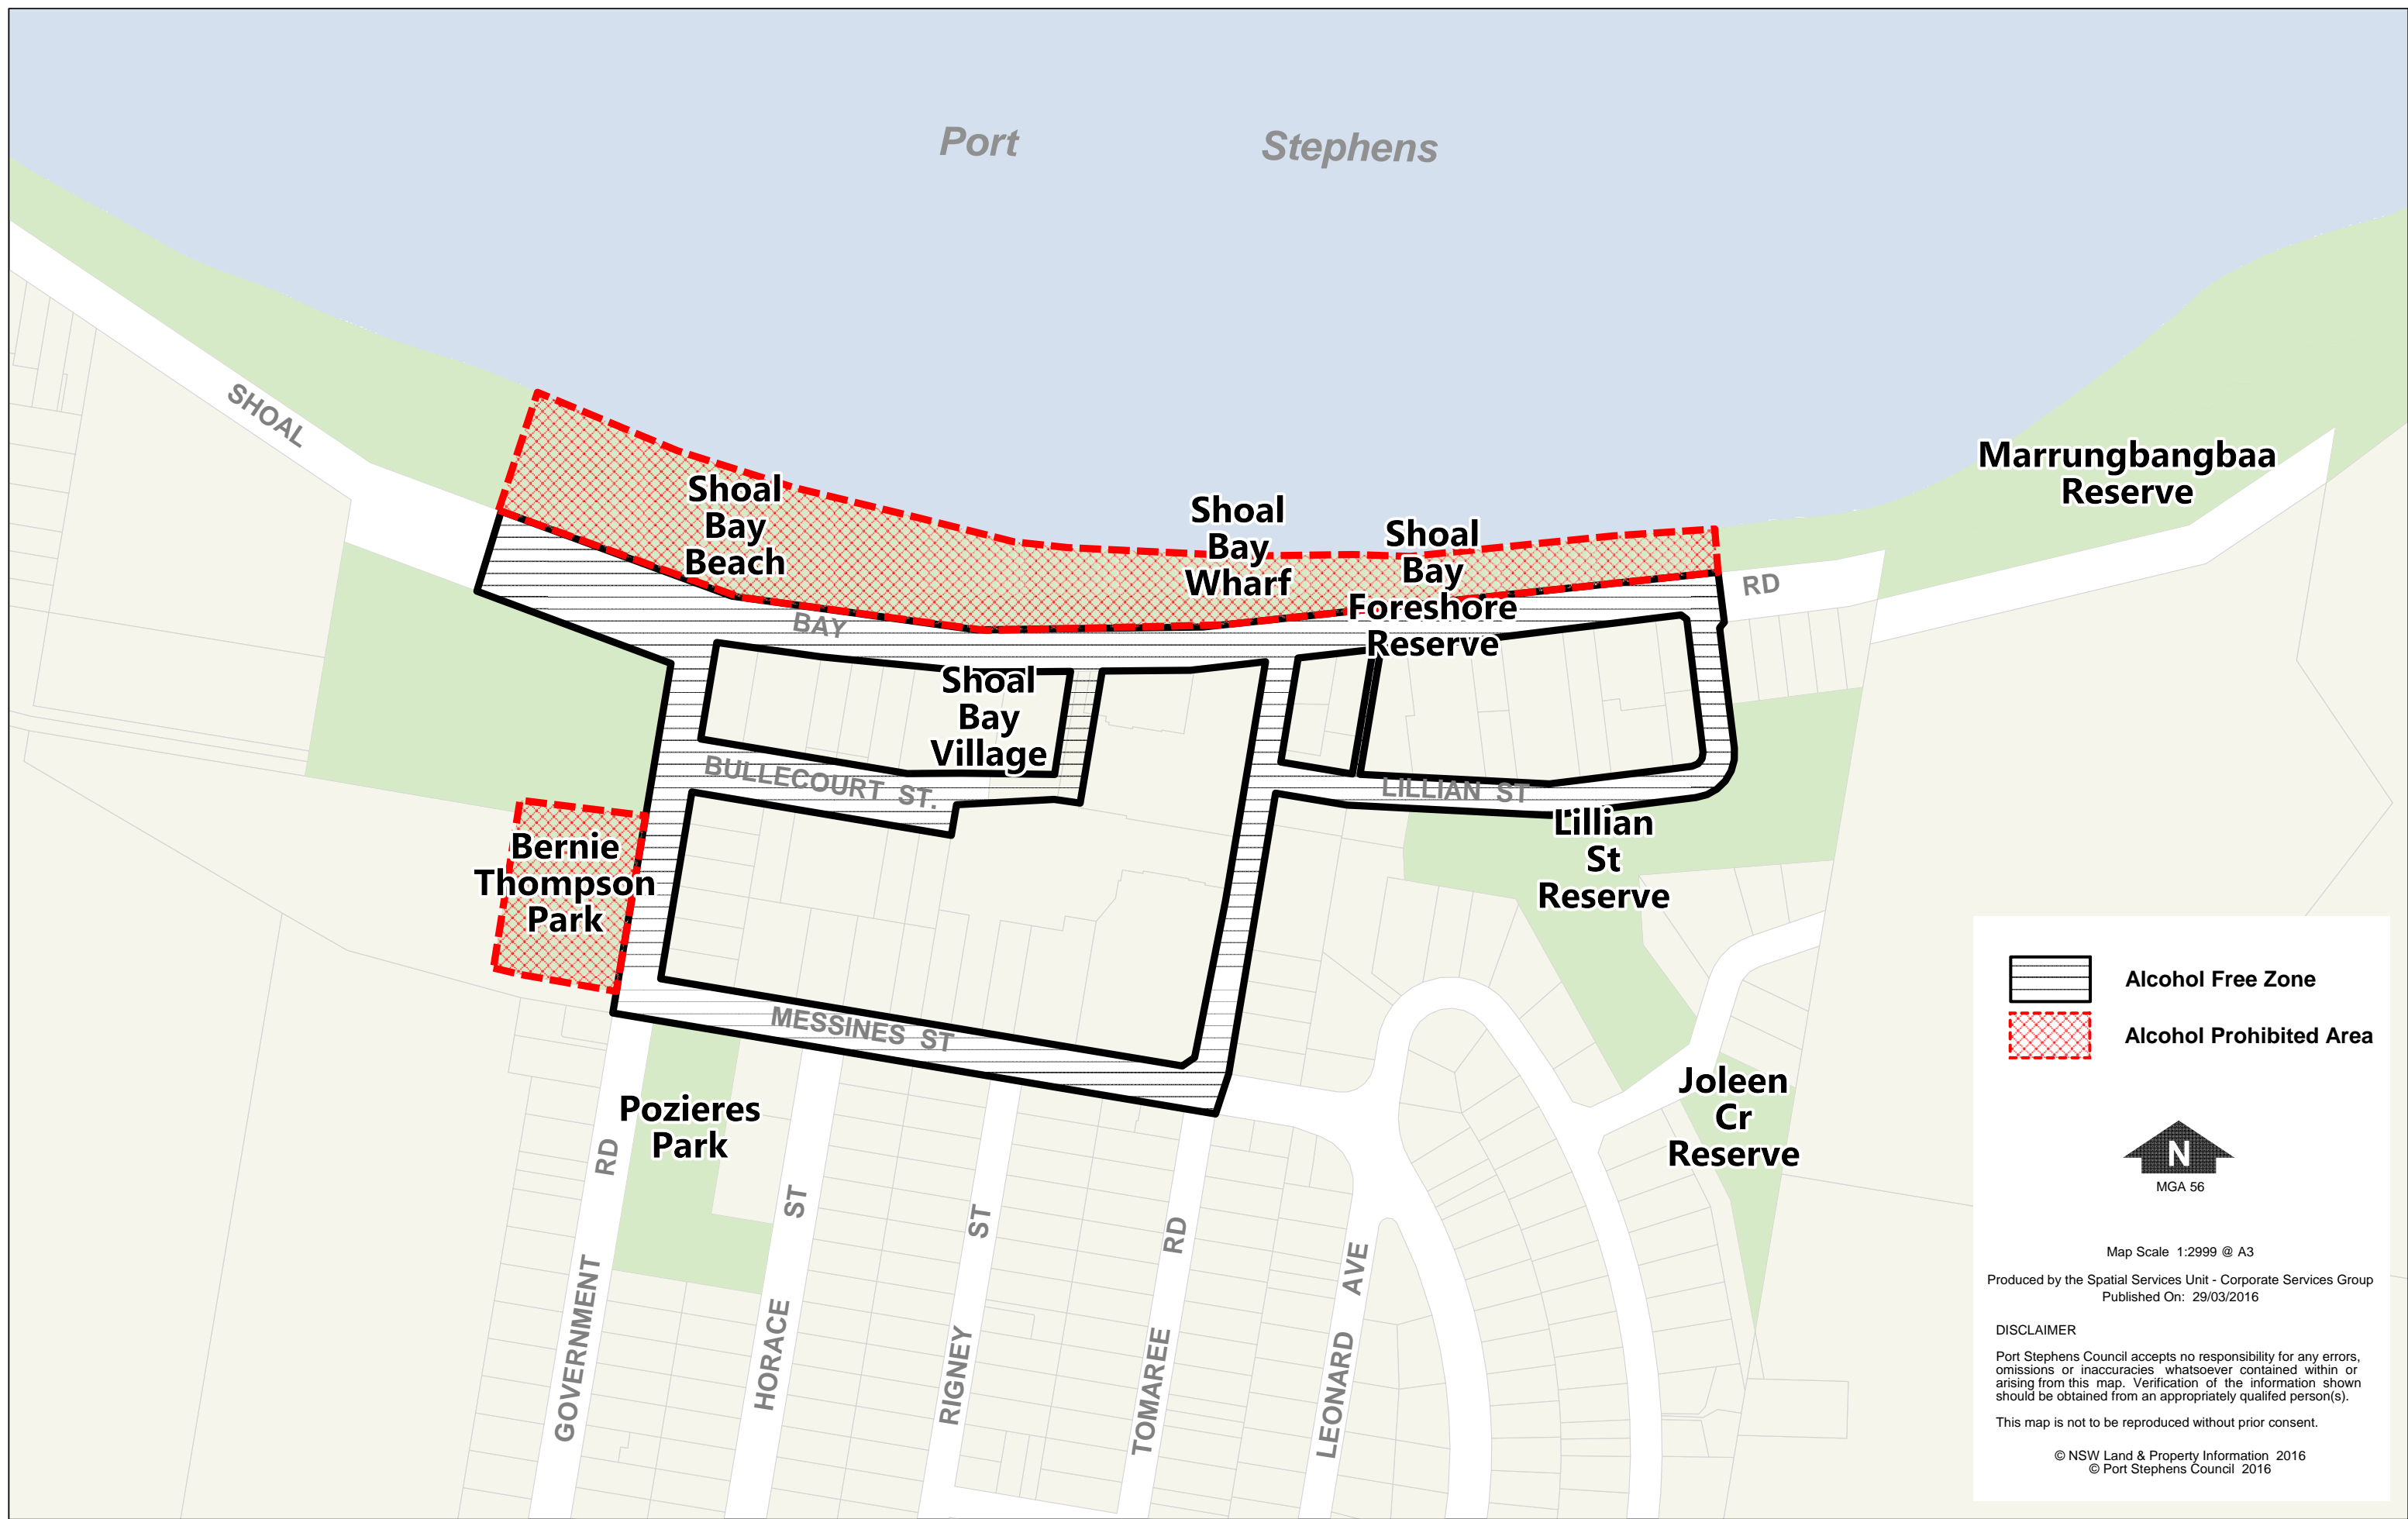 Port Stephens
SHOAL
Marrungbangbaa
Reserve
Shoal
Bay
Beach
Shoal
Bay
Wharf
Shoal
Bay
Foreshore
Reserve
RD
BAY
Shoal
Bay
Village
BULLECOURT ST.
LILLIAN ST
Lillian
St
Reserve
Bernie
Thompson
Park
MESSINES ST
Pozieres
Park
Joleen
Cr
Reserve
GOVERNMENT RD
HORACE ST
RIGNEY ST
TOMAREE RD
LEONARD AVE
Alcohol Free Zone
Alcohol Prohibited Area
N
MGA 56
Map Scale 1:2999 @ A3
Produced by the Spatial Services Unit - Corporate Services Group
Published On: 29/03/2016
DISCLAIMER
Port Stephens Council accepts no responsibility for any errors,
omissions or inaccuracies whatsoever contained within or
arising from this map. Verification of the information shown
should be obtained from an appropriately qualifed person(s).
This map is not to be reproduced without prior consent.
© NSW Land & Property Information 2016
© Port Stephens Council 2016